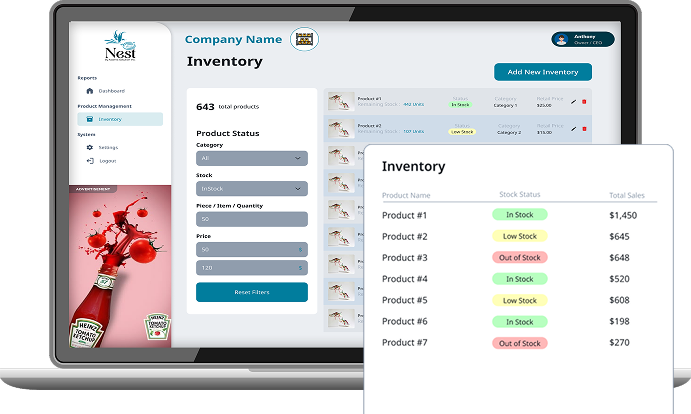 Nest
Reports
Dashboard
Product Management
Inventory
System
Settings
Logout
ADVERTISEMENT
HEINZ
TOMATO
KETCHUP
HEINZ
TOMATO
KETCHUP
Company Name
Anthony
Owner / CEO
Inventory
Add New Inventory
643 total products
Product Status
Category
All
Stock
InStock
Piece / Item / Quantity
50
Price
50 $
120 $
Reset Filters
Product #1 Status Category Retail Price
Remaining Stock 442 Units In Stock Category 1 $25.00
Product #2 Status Category Retail Price
Remaining Stock 107 Units Low Stock Category 2 $15.00
Inventory
Product Name Stock Status Total Sales
Product #1 In Stock $1,450
Product #2 Low Stock $645
Product #3 Out of Stock $648
Product #4 In Stock $520
Product #5 Low Stock $608
Product #6 In Stock $198
Product #7 Out of Stock $270